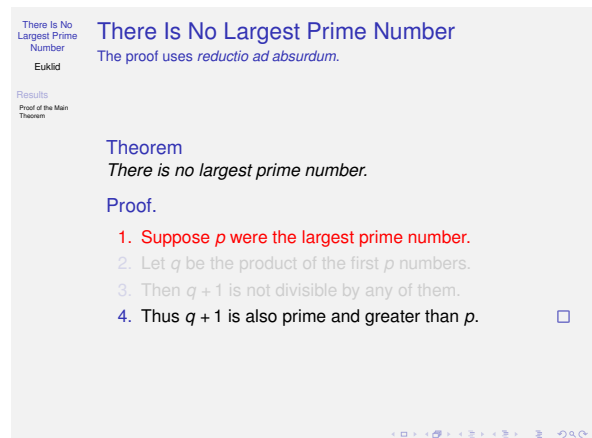 There Is No
Largest Prime
Number
Euklid
Results
Proof of the Main
Theorem
There Is No Largest Prime Number
The proof uses reductio ad absurdum.
Theorem
There is no largest prime number.
Proof.
1. Suppose p were the largest prime number.
2. Let q be the product of the first p numbers.
3. Then q + 1 is not divisible by any of them.
4. Thus q + 1 is also prime and greater than p.